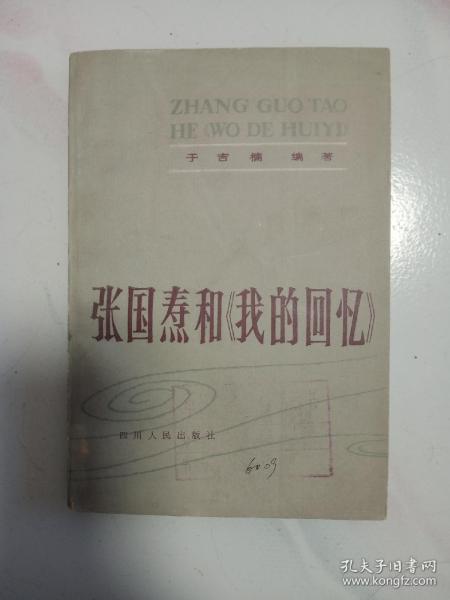 ZHANG GUO TAO
HE《WO DE HUIYI》
于吉楠 编著
张国焘和《我的回忆》
四川人民出版社
孔夫子旧书网
www.kongfz.com